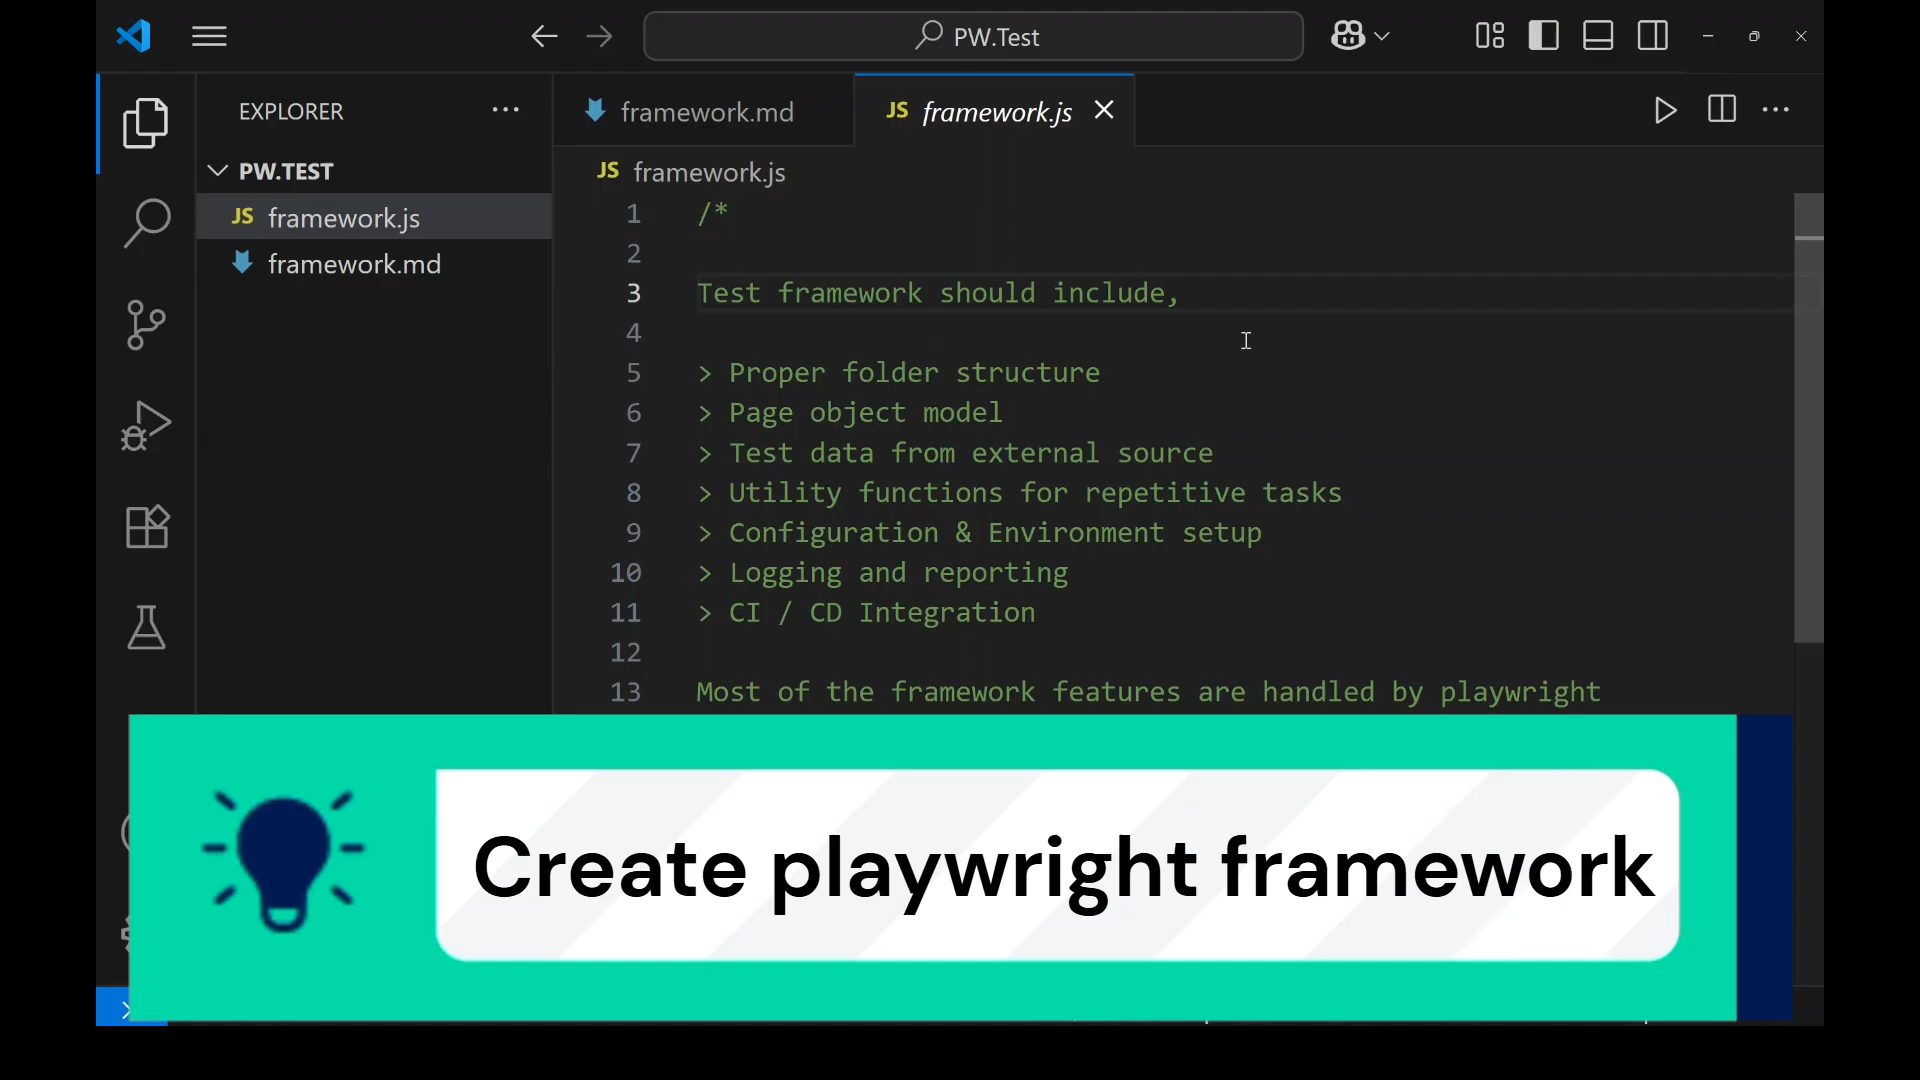 PW.Test
EXPLORER
framework.md
JS framework.js
PW.TEST
JS framework.js
JS framework.js
framework.md
1 /*
2
3 Test framework should include,
4
5 > Proper folder structure
6 > Page object model
7 > Test data from external source
8 > Utility functions for repetitive tasks
9 > Configuration & Environment setup
10 > Logging and reporting
11 > CI / CD Integration
12
13 Most of the framework features are handled by playwright
Create playwright framework